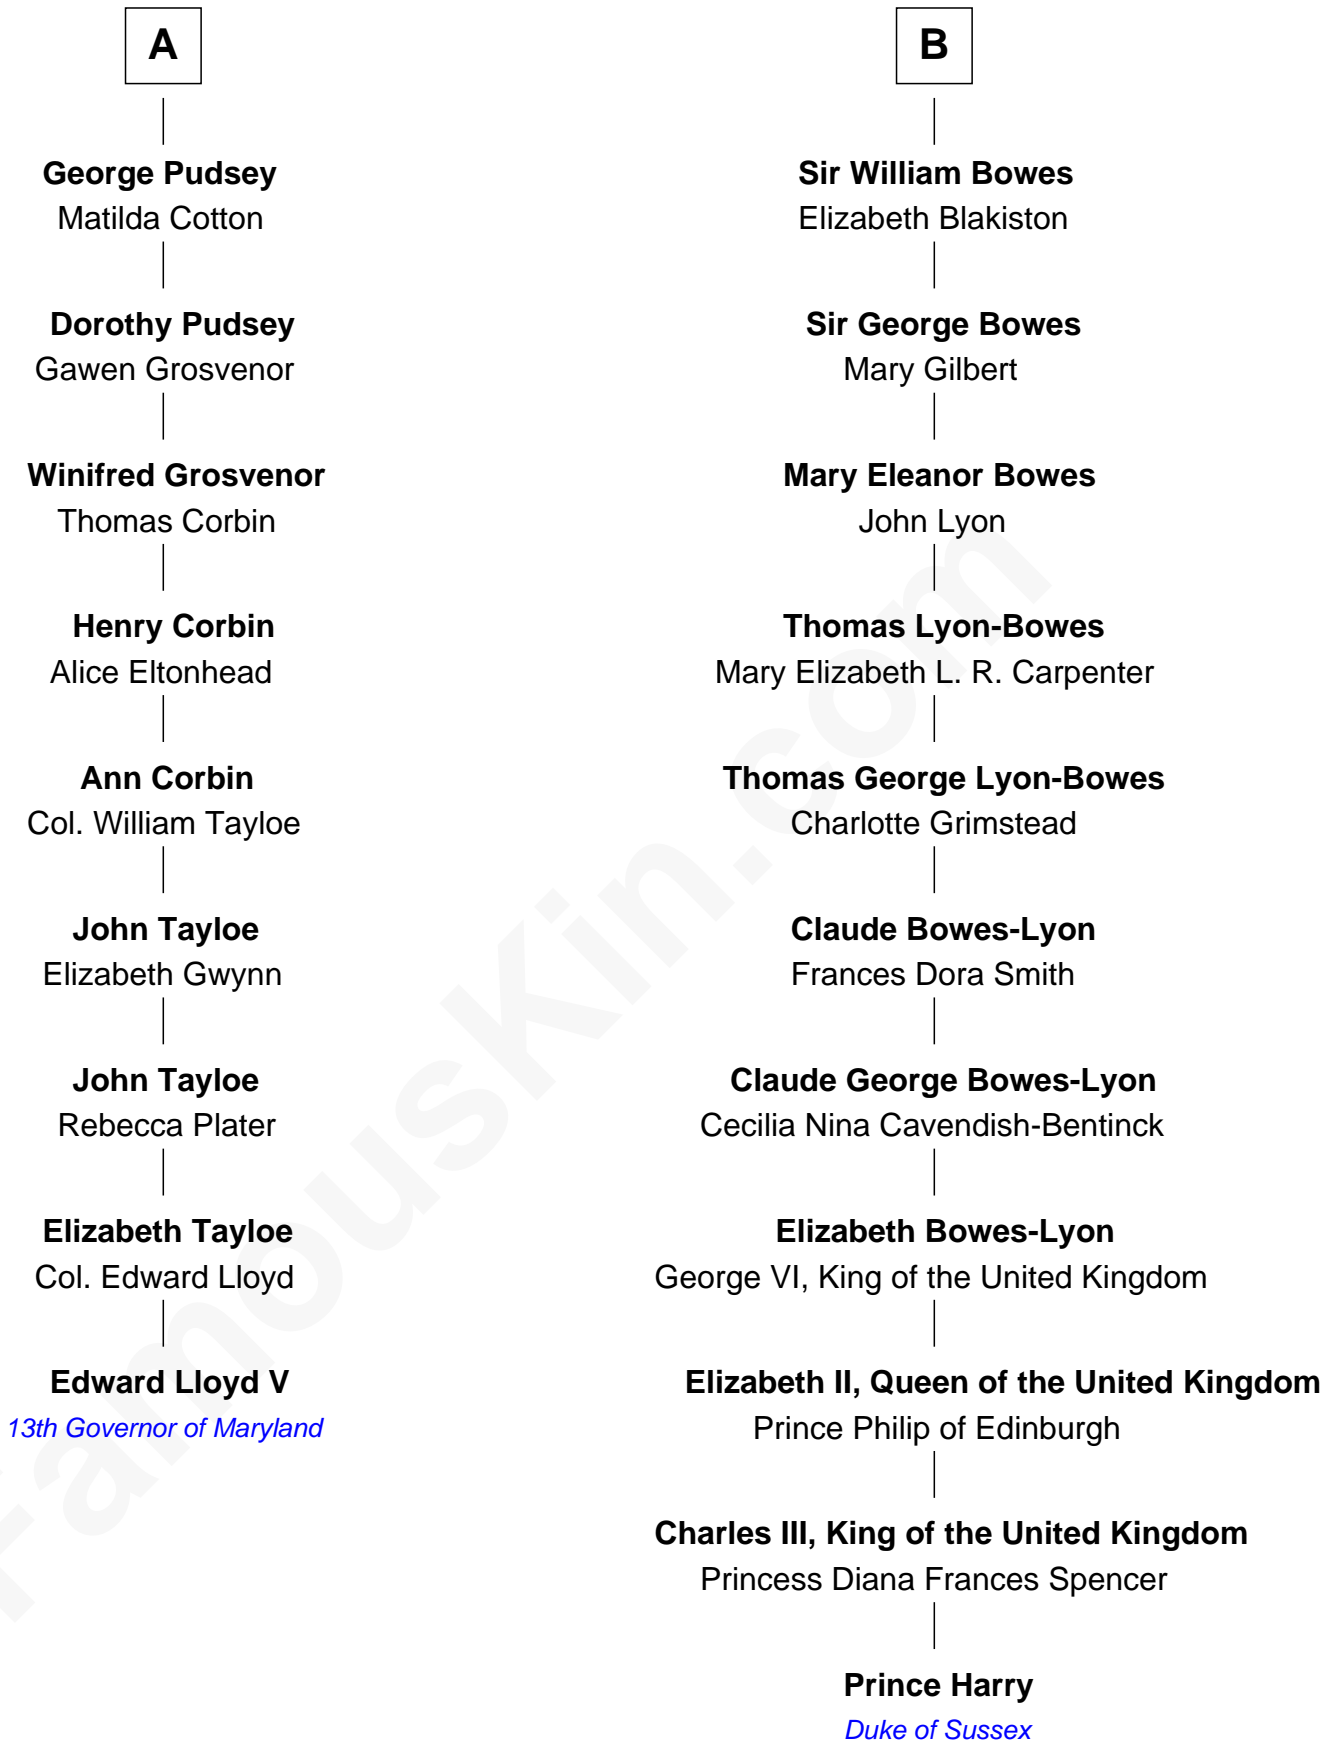 A
George Pudsey
Matilda Cotton
Dorothy Pudsey
Gawen Grosvenor
Winifred Grosvenor
Thomas Corbin
Henry Corbin
Alice Eltonhead
Ann Corbin
Col. William Tayloe
John Tayloe
Elizabeth Gwynn
John Tayloe
Rebecca Plater
Elizabeth Tayloe
Col. Edward Lloyd
Edward Lloyd V
13th Governor of Maryland
B
Sir William Bowes
Elizabeth Blakiston
Sir George Bowes
Mary Gilbert
Mary Eleanor Bowes
John Lyon
Thomas Lyon-Bowes
Mary Elizabeth L. R. Carpenter
Thomas George Lyon-Bowes
Charlotte Grimstead
Claude Bowes-Lyon
Frances Dora Smith
Claude George Bowes-Lyon
Cecilia Nina Cavendish-Bentinck
Elizabeth Bowes-Lyon
George VI, King of the United Kingdom
Elizabeth II, Queen of the United Kingdom
Prince Philip of Edinburgh
Charles III, King of the United Kingdom
Princess Diana Frances Spencer
Prince Harry
Duke of Sussex
FamousKin.com